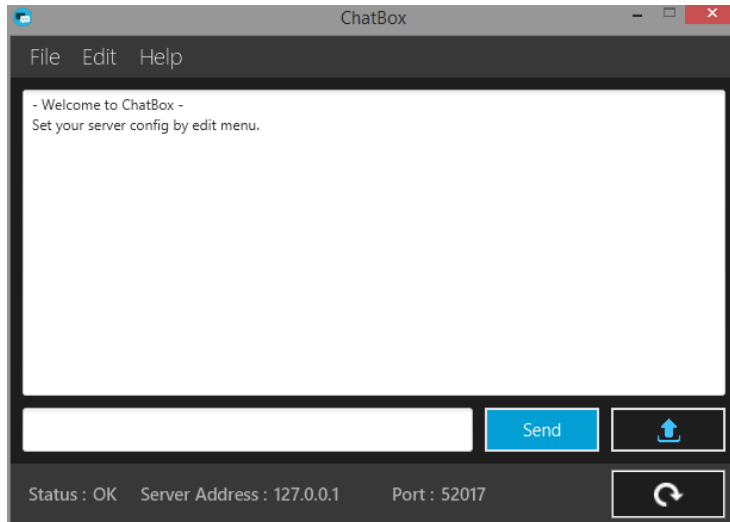 ChatBox
File Edit Help
- Welcome to ChatBox -
Set your server config by edit menu.
Send
Status : OK Server Address : 127.0.0.1 Port : 52017